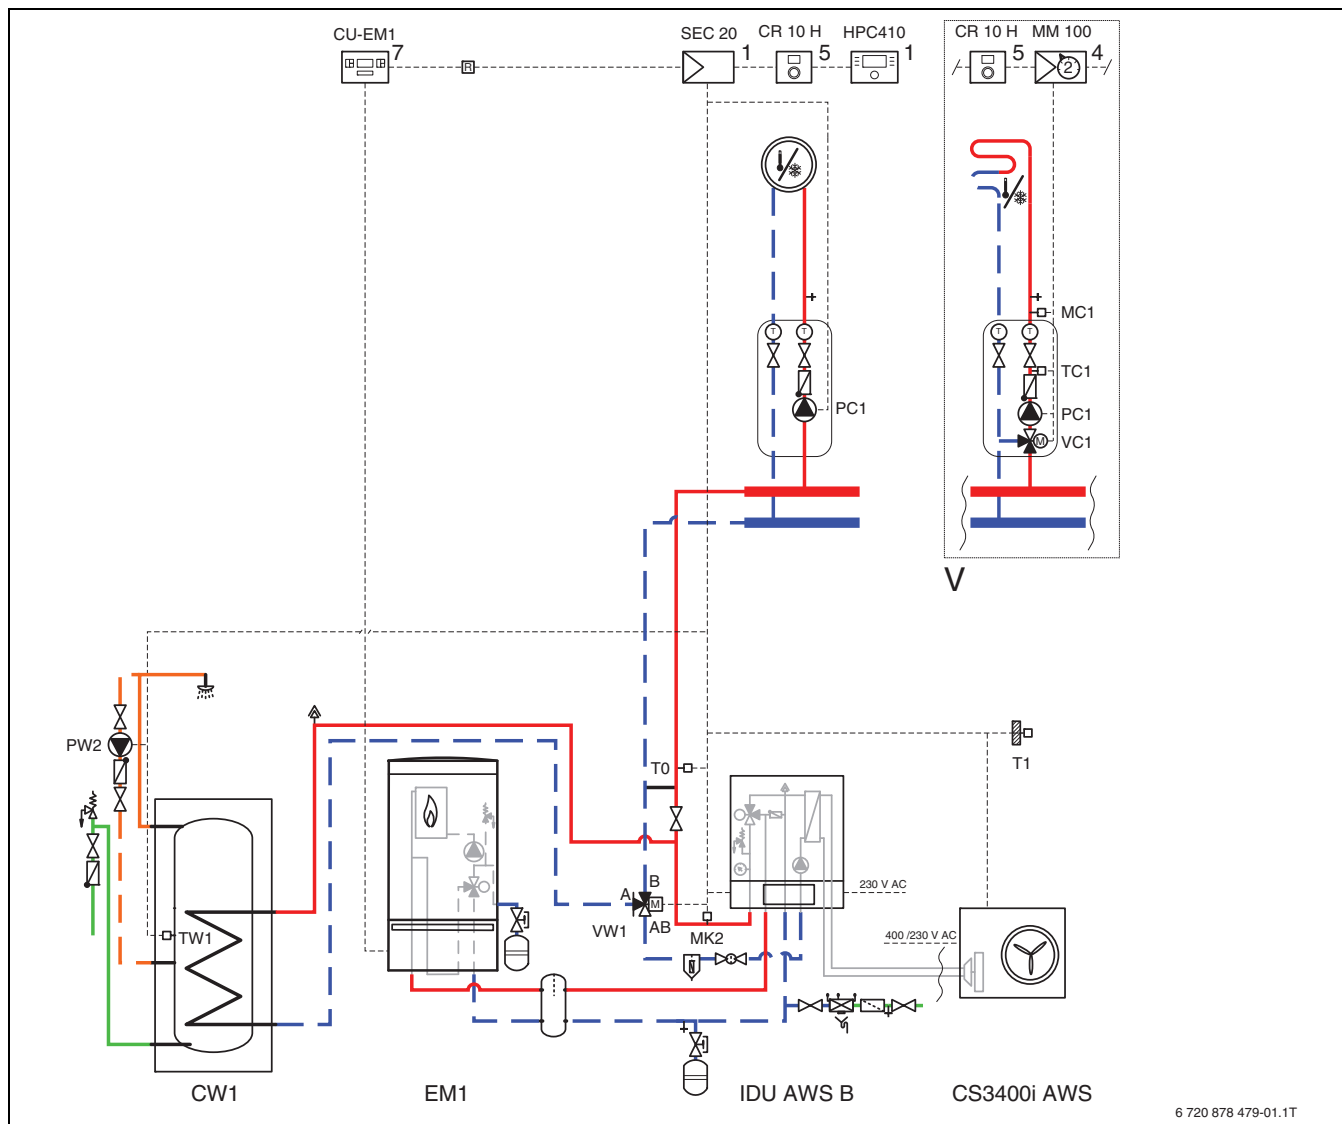 CU-EM1
7
R
SEC 20
1
CR 10 H
5
HPC410
1
CR 10 H
5
MM 100
2
4
T
T
PC1
MC1
T
T
TC1
PC1
M
VC1
V
PW2
T0
T1
A
B
M
AB
VW1
MK2
230 V AC
400 /230 V AC
TW1
CW1
EM1
IDU AWS B
CS3400i AWS
6 720 878 479-01.1T